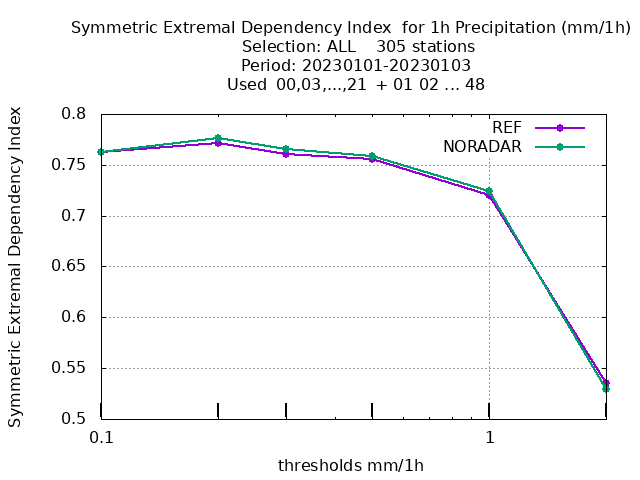 Symmetric Extremal Dependency Index  for 1h Precipitation (mm/1h)
Selection: ALL    305 stations
Period: 20230101-20230103
Used  00,03,...,21  + 01 02 ... 48
REF
NORADAR
Symmetric Extremal Dependency Index
0.8
0.75
0.7
0.65
0.6
0.55
0.5
0.1
1
thresholds mm/1h